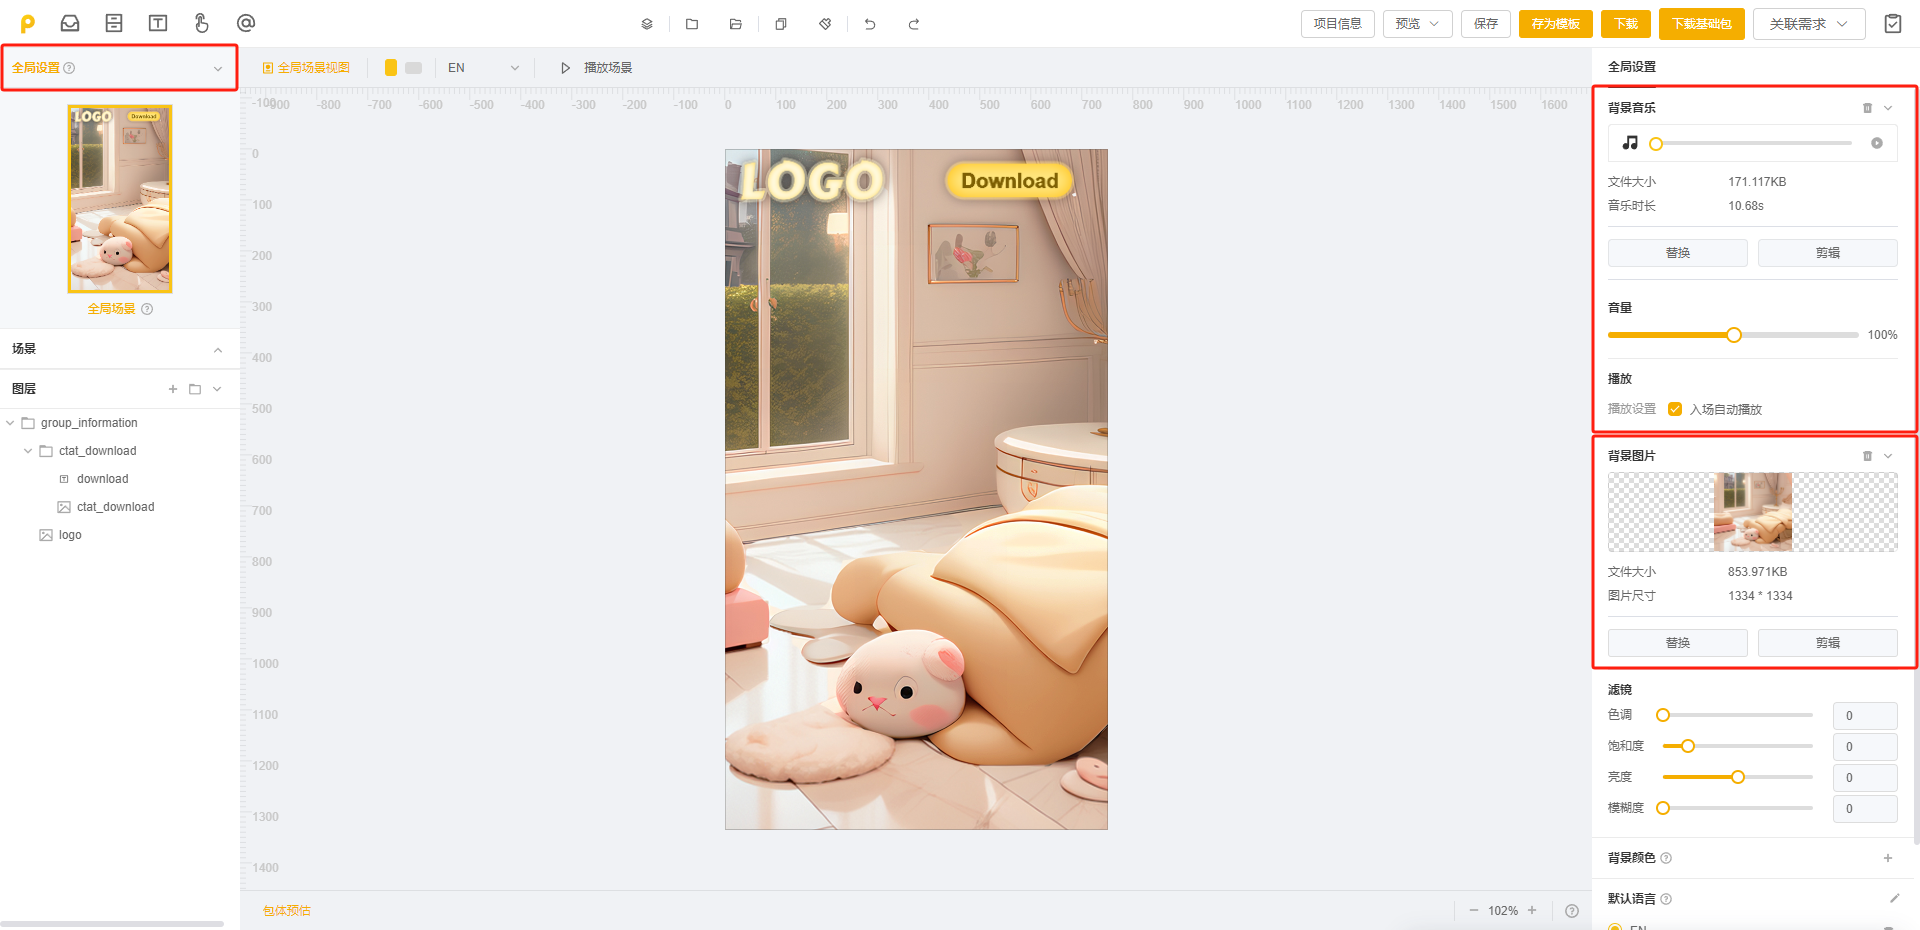 项目信息
预览
保存
存为模板
下载
下载基础包
关联需求
全局设置
全局场景视图
EN
播放场景
全局设置
-100
-900 -800 -700 -600 -500 -400 -300 -200 -100 0 100 200 300 400 500 600 700 800 900 1000 1100 1200 1300 1400 1500 1600
LOGO
Download
全局场景
场景
图层
group_information
ctat_download
download
ctat_download
logo
0
100
200
300
400
500
600
700
800
900
1000
1100
1200
1300
1400
LOGO
Download
包体预估
102%
背景音乐
文件大小 171.117KB
音乐时长 10.68s
替换 剪辑
音量
100%
播放
播放设置 入场自动播放
背景图片
文件大小 853.971KB
图片尺寸 1334 * 1334
替换 剪辑
滤镜
色调 0
饱和度 0
亮度 0
模糊度 0
背景颜色
默认语言
EN